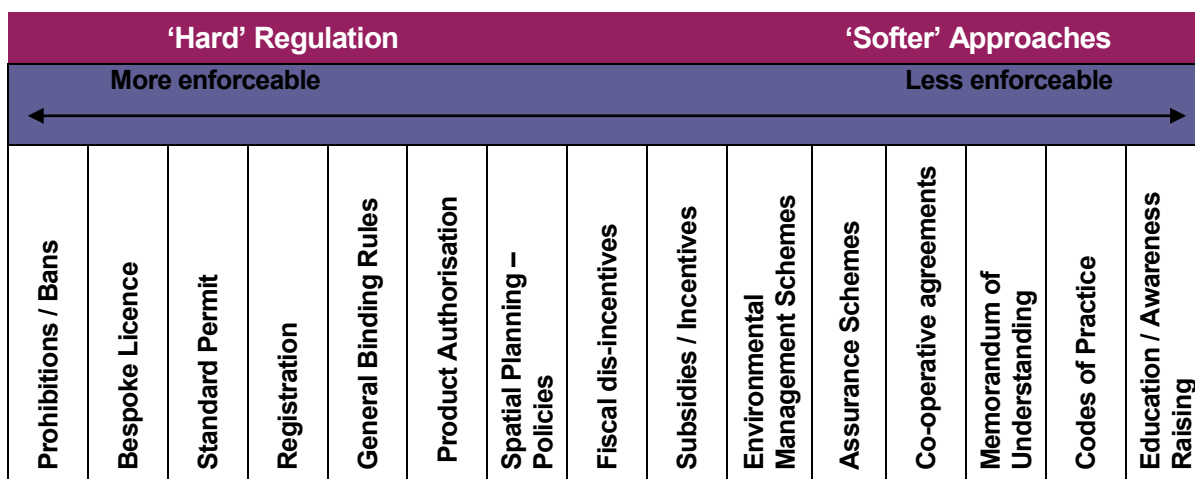 ‘Hard’ Regulation
‘Softer’ Approaches
More enforceable
Less enforceable
Prohibitions / Bans
Bespoke Licence
Standard Permit
Registration
General Binding Rules
Product Authorisation
Spatial Planning –
Policies
Fiscal dis-incentives
Subsidies / Incentives
Environmental
Management Schemes
Assurance Schemes
Co-operative agreements
Memorandum of
Understanding
Codes of Practice
Education / Awareness
Raising